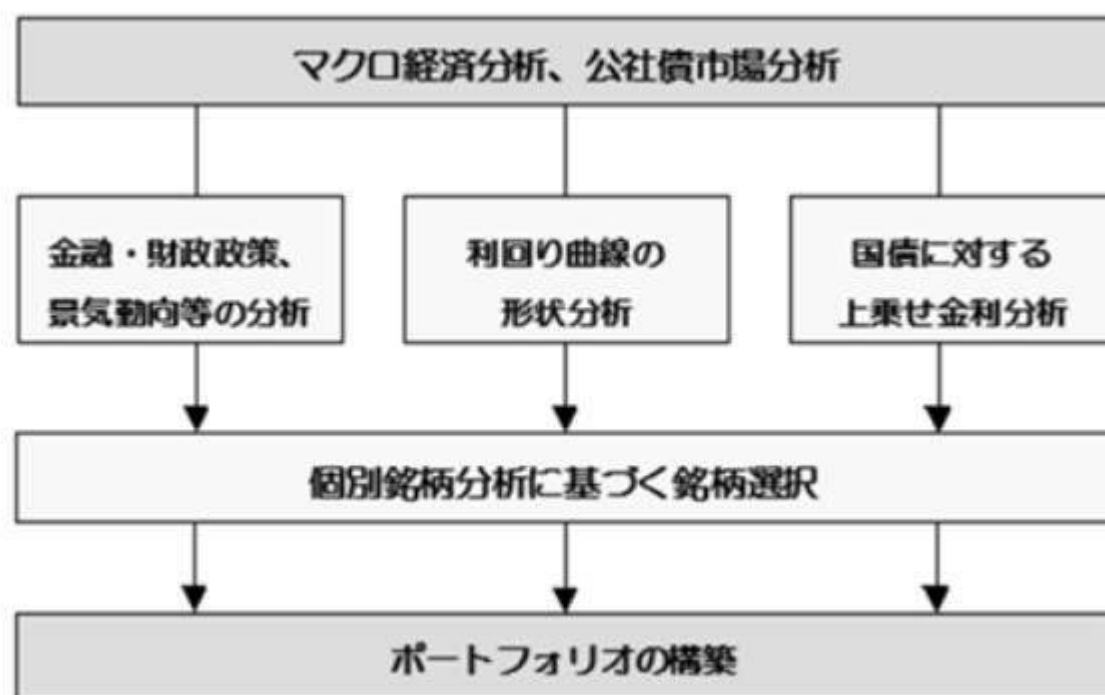 マクロ経済分析、公社債市場分析
金融・財政政策、
景気動向等の分析
利回り曲線の
形状分析
国債に対する
上乗せ金利分析
個別銘柄分析に基づく銘柄選択
ポートフォリオの構築